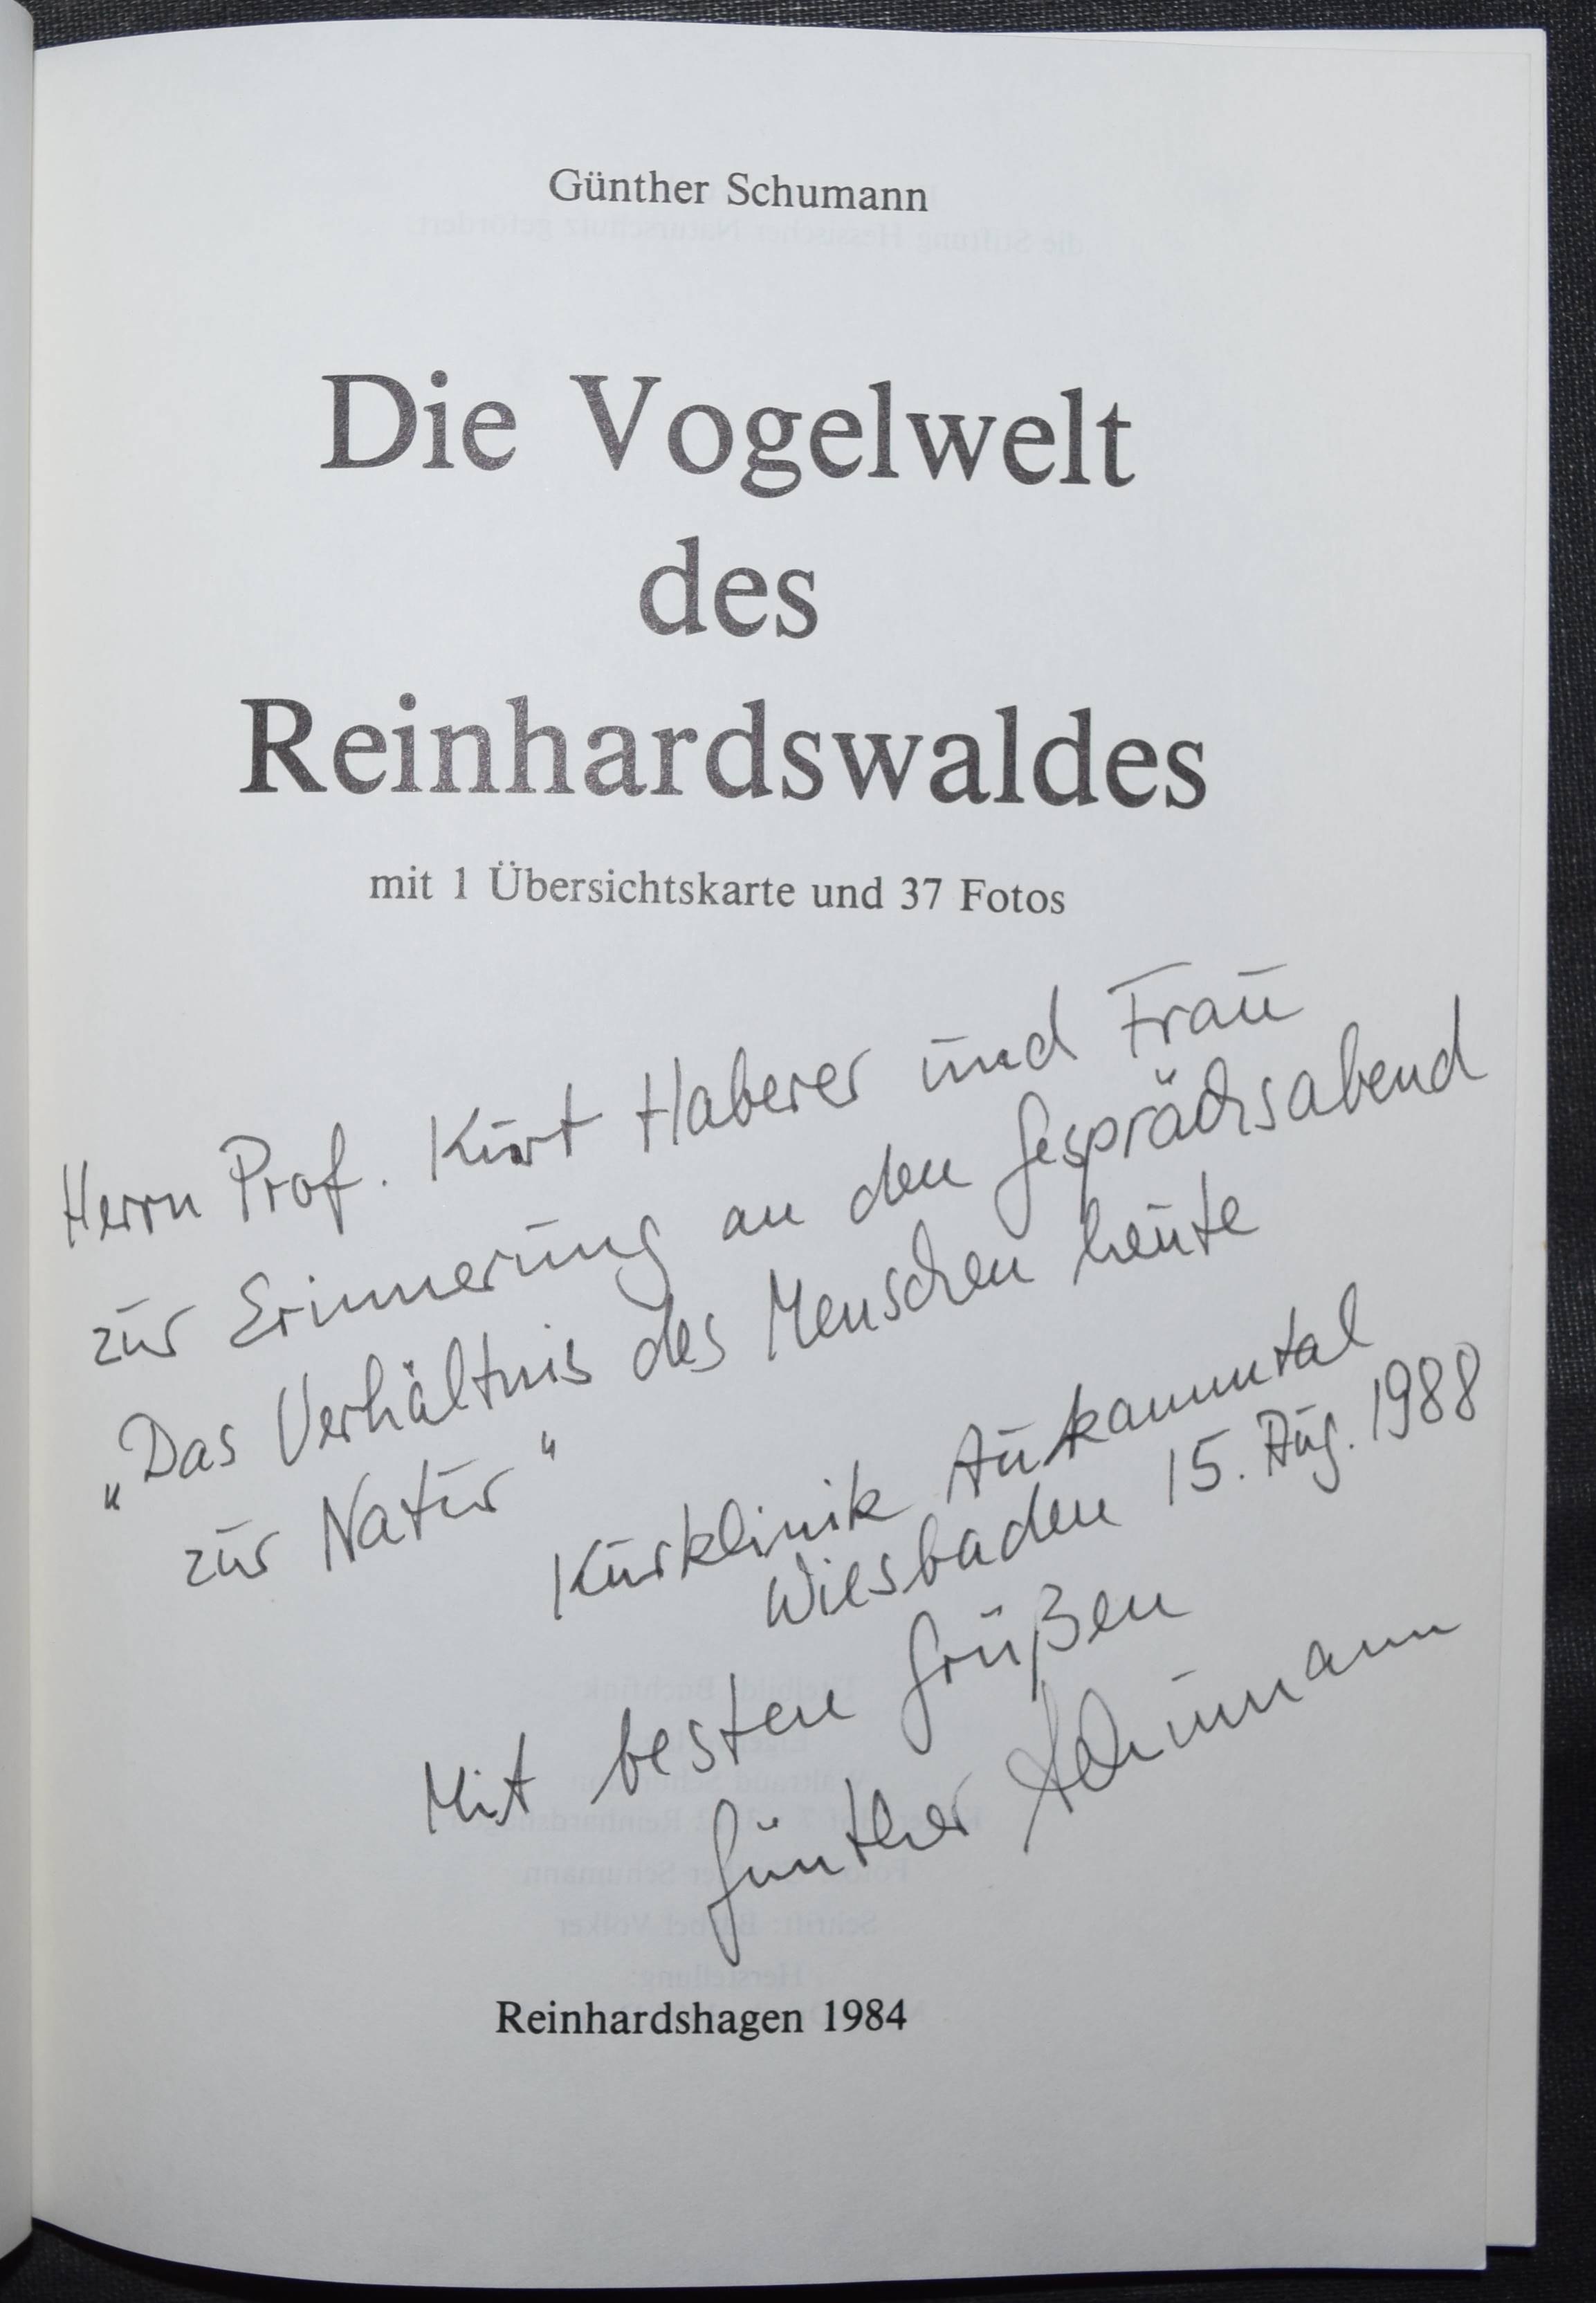 Günther Schumann
Die Vogelwelt
des
Reinhardswaldes
mit 1 Übersichtskarte und 37 Fotos
Herrn Prof. Kurt Haberer und Frau
zur Erinnerung an den Gesprächsabend
„Das Verhältnis des Menschen heute
zur Natur"
Kurklinik Aukammtal
Wiesbaden 15. Aug. 1988
Mit besten Grüßen
Günther Schumann
Reinhardshagen 1984